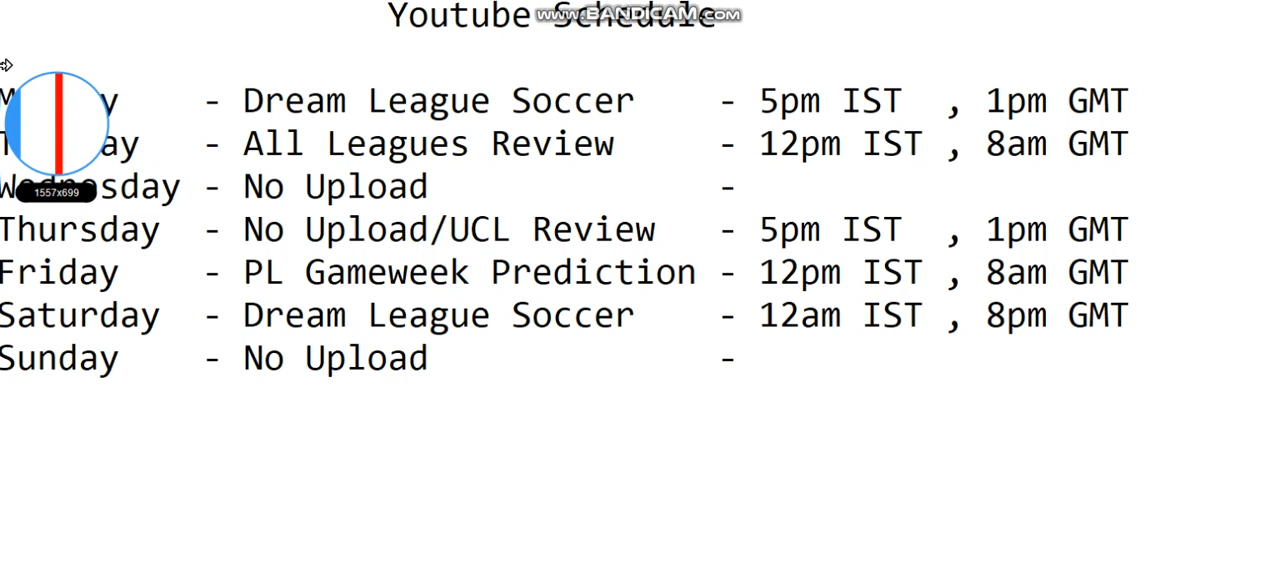 Youtube Schedule
www.BANDICAM.com
- Dream League Soccer - 5pm IST , 1pm GMT
- All Leagues Review - 12pm IST , 8am GMT
1557x699
Wednesday - No Upload -
Thursday - No Upload/UCL Review - 5pm IST , 1pm GMT
Friday - PL Gameweek Prediction - 12pm IST , 8am GMT
Saturday - Dream League Soccer - 12am IST , 8pm GMT
Sunday - No Upload -